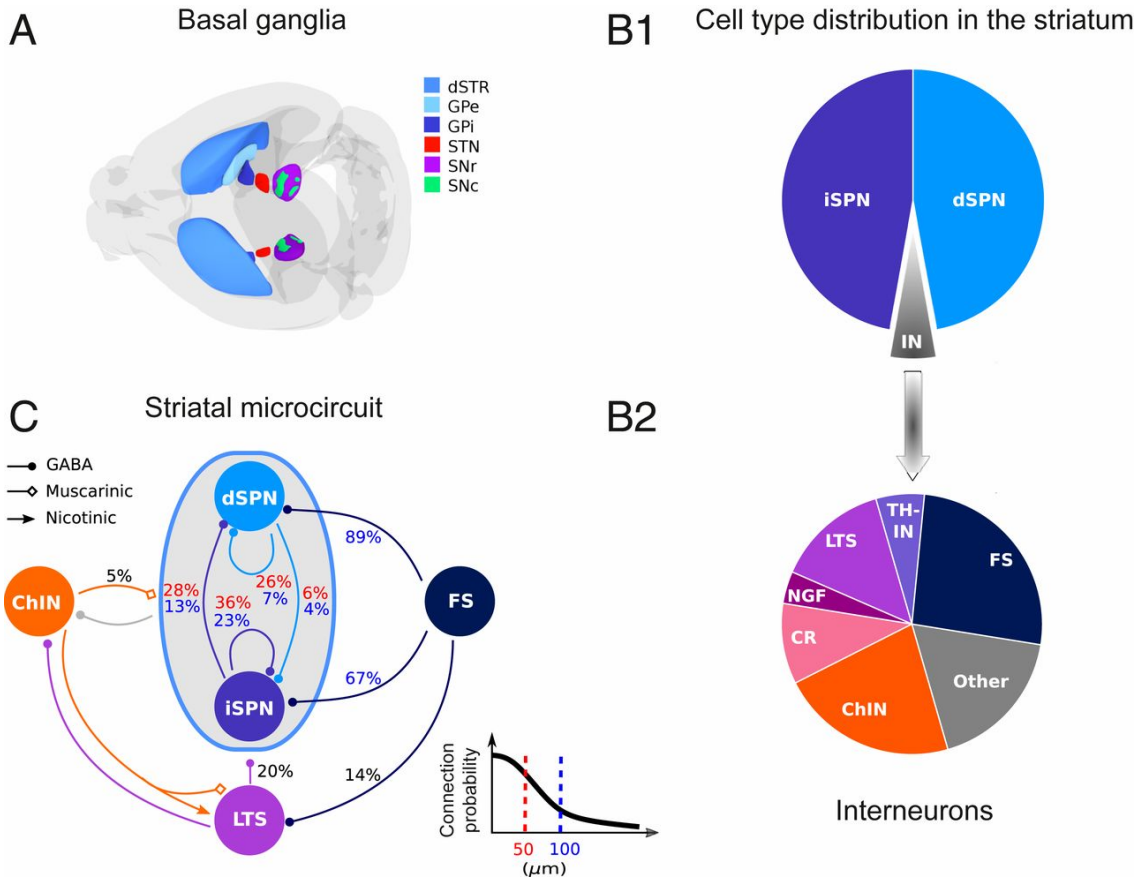 A
Basal ganglia
dSTR
GPe
GPi
STN
SNr
SNc
B1
Cell type distribution in the striatum
iSPN
dSPN
IN
C
Striatal microcircuit
GABA
Muscarinic
Nicotinic
dSPN
89%
5%
ChIN
28%
13%
36%
23%
26%
7%
6%
4%
FS
67%
iSPN
20%
14%
LTS
Connection
probability
50
100
(μm)
B2
TH-
IN
LTS
FS
NGF
CR
Other
ChIN
Interneurons